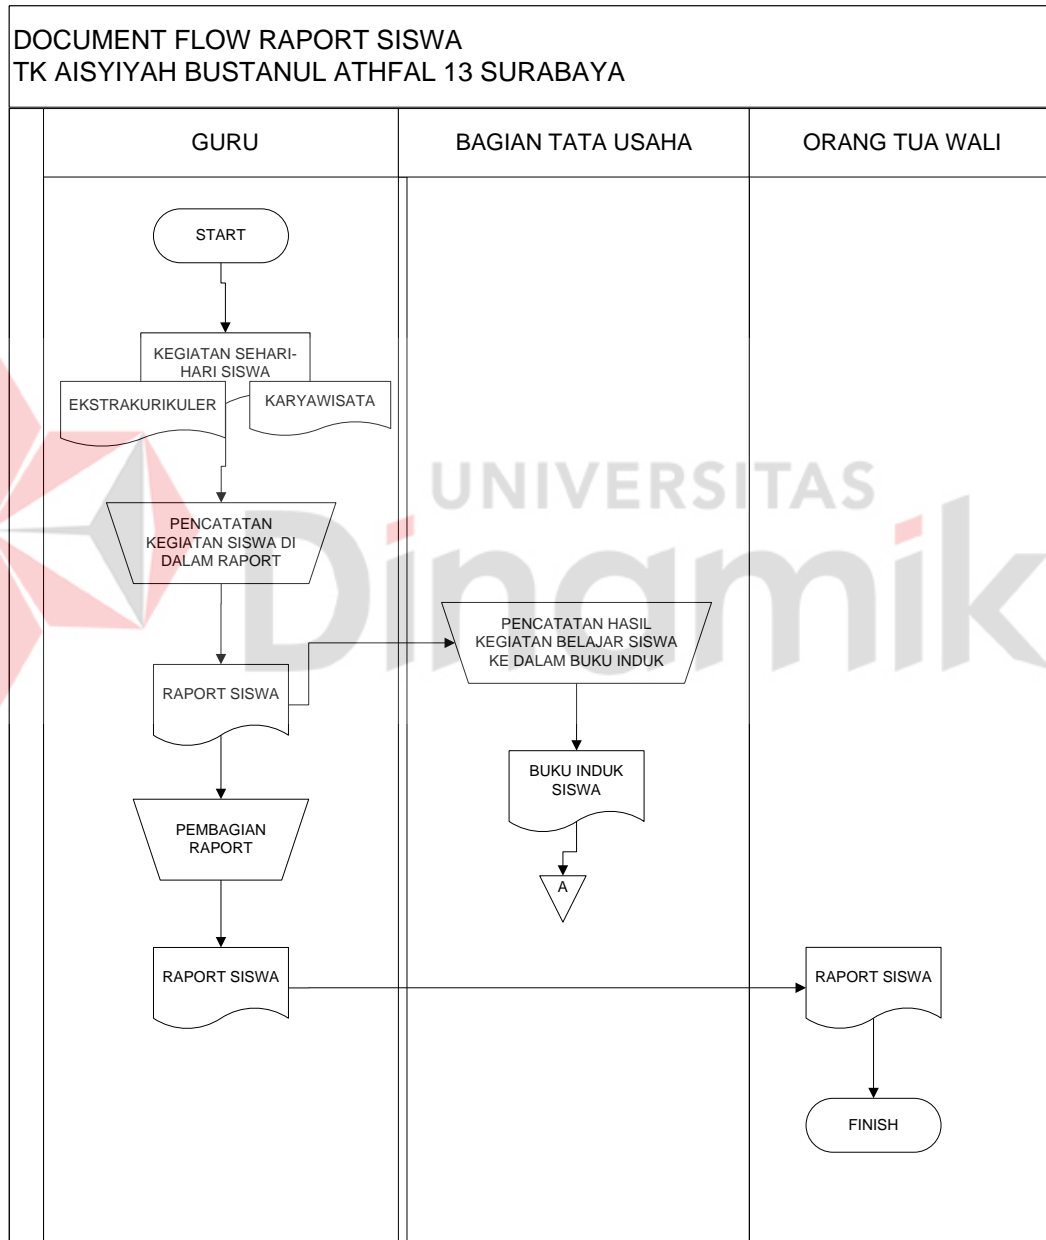 DOCUMENT FLOW RAPORT SISWA
TK AISYIYAH BUSTANUL ATHFAL 13 SURABAYA
GURU
BAGIAN TATA USAHA
ORANG TUA WALI
START
KEGIATAN SEHARI-
HARI SISWA
EKSTRAKURIKULER
KARYAWISATA
UNIVERSITAS
Dinamik
PENCATATAN
KEGIATAN SISWA DI
DALAM RAPORT
PENCATATAN HASIL
KEGIATAN BELAJAR SISWA
KE DALAM BUKU INDUK
RAPORT SISWA
BUKU INDUK
SISWA
PEMBAGIAN
RAPORT
A
RAPORT SISWA
RAPORT SISWA
FINISH